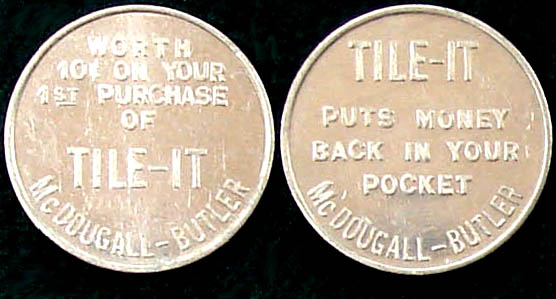 WORTH
10¢ ON YOUR
1ST PURCHASE
OF
TILE-IT
McDOUGALL-BUTLER
TILE-IT
PUTS MONEY
BACK IN YOUR
POCKET
McDOUGALL-BUTLER